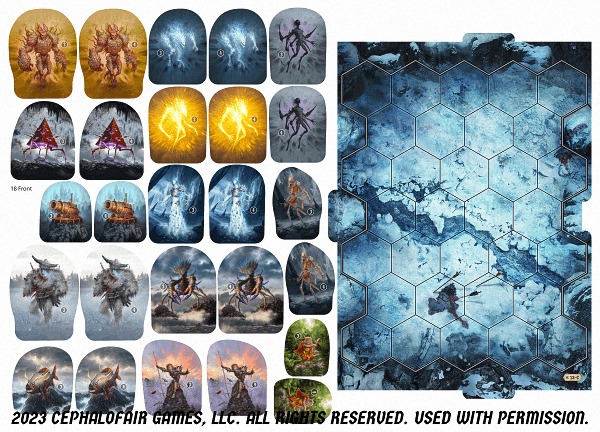 18 Front
2023 CEPHALOFAIR GAMES, LLC. ALL RIGHTS RESERVED. USED WITH PERMISSION.